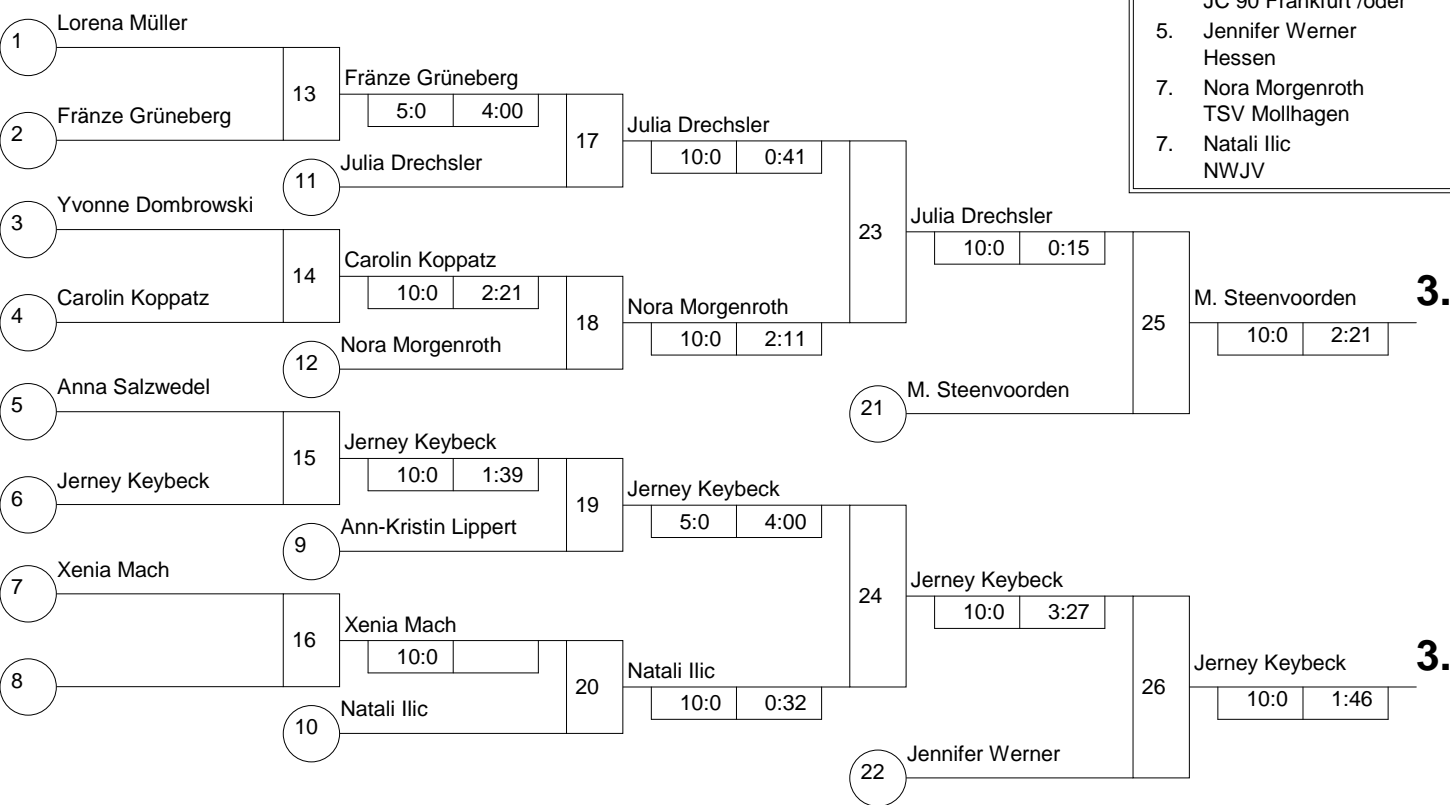 JC 90 Frankfurt /oder
5. Jennifer Werner
Hessen
7. Nora Morgenroth
TSV Mollhagen
7. Natali Ilic
NWJV
1 Lorena Müller
13 Fränze Grüneberg
5:0 4:00
2 Fränze Grüneberg
17 Julia Drechsler
10:0 0:41
11 Julia Drechsler
3 Yvonne Dombrowski
23 Julia Drechsler
10:0 0:15
14 Carolin Koppatz
10:0 2:21
4 Carolin Koppatz
18 Nora Morgenroth
10:0 2:11
12 Nora Morgenroth
25 M. Steenvoorden 3.
10:0 2:21
5 Anna Salzwedel
21 M. Steenvoorden
15 Jerney Keybeck
10:0 1:39
6 Jerney Keybeck
19 Jerney Keybeck
5:0 4:00
9 Ann-Kristin Lippert
7 Xenia Mach
24 Jerney Keybeck
10:0 3:27
16 Xenia Mach
10:0
8
20 Natali Ilic
10:0 0:32
10 Natali Ilic
26 Jerney Keybeck 3.
10:0 1:46
22 Jennifer Werner